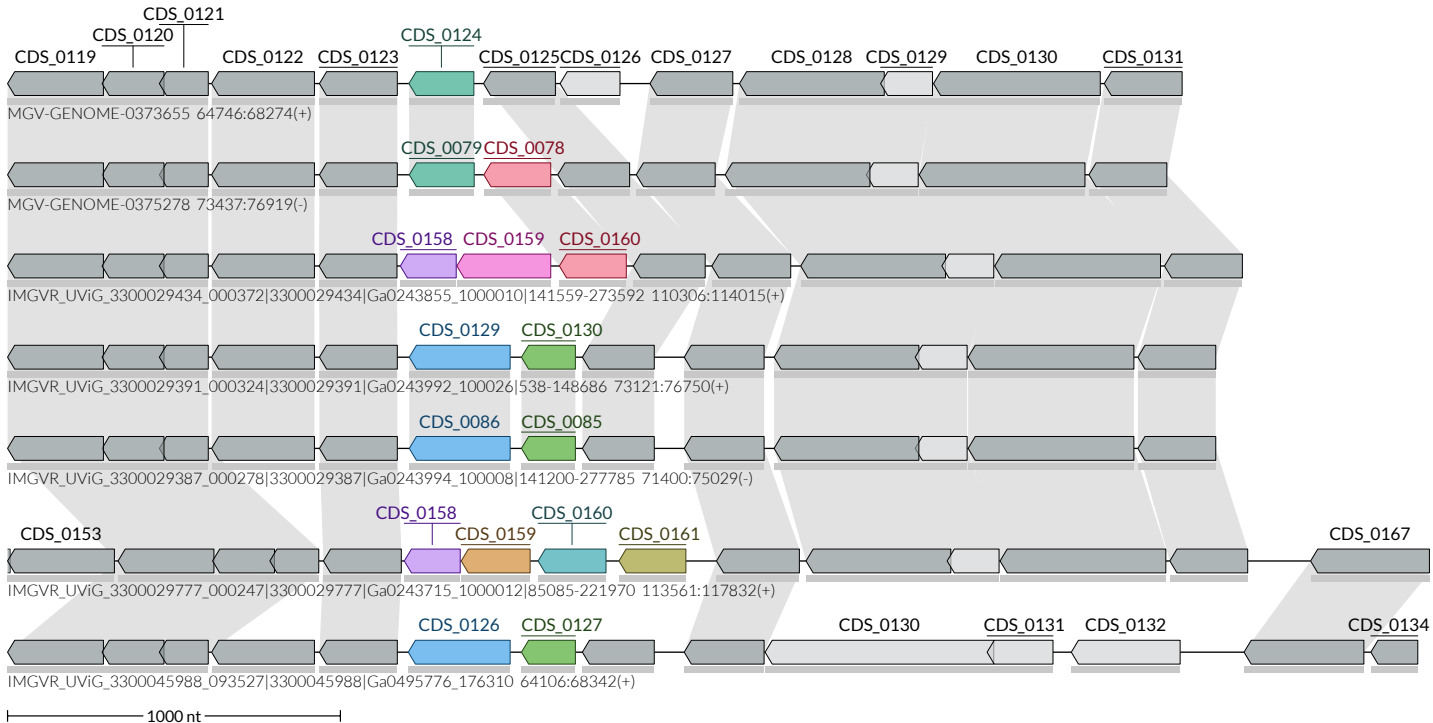 CDS_0121
CDS_0120 CDS_0124
CDS_0119 CDS_0122 CDS_0123 CDS_0125 CDS_0126 CDS_0127 CDS_0128 CDS_0129 CDS_0130 CDS_0131
MGV-GENOME-0373655 64746:68274(+)
CDS_0079 CDS_0078
MGV-GENOME-0375278 73437:76919(-)
CDS_0158 CDS_0159 CDS_0160
IMGVR_UViG_3300029434_000372|3300029434|Ga0243855_1000010|141559-273592 110306:114015(+)
CDS_0129 CDS_0130
IMGVR_UViG_3300029391_000324|3300029391|Ga0243992_100026|538-148686 73121:76750(+)
CDS_0086 CDS_0085
IMGVR_UViG_3300029387_000278|3300029387|Ga0243994_100008|141200-277785 71400:75029(-)
CDS_0158 CDS_0160
CDS_0153 CDS_0159 CDS_0161 CDS_0167
IMGVR_UViG_3300029777_000247|3300029777|Ga0243715_1000012|85085-221970 113561:117832(+)
CDS_0126 CDS_0127 CDS_0130 CDS_0131 CDS_0132 CDS_0134
IMGVR_UViG_3300045988_093527|3300045988|Ga0495776_176310 64106:68342(+)
1000 nt